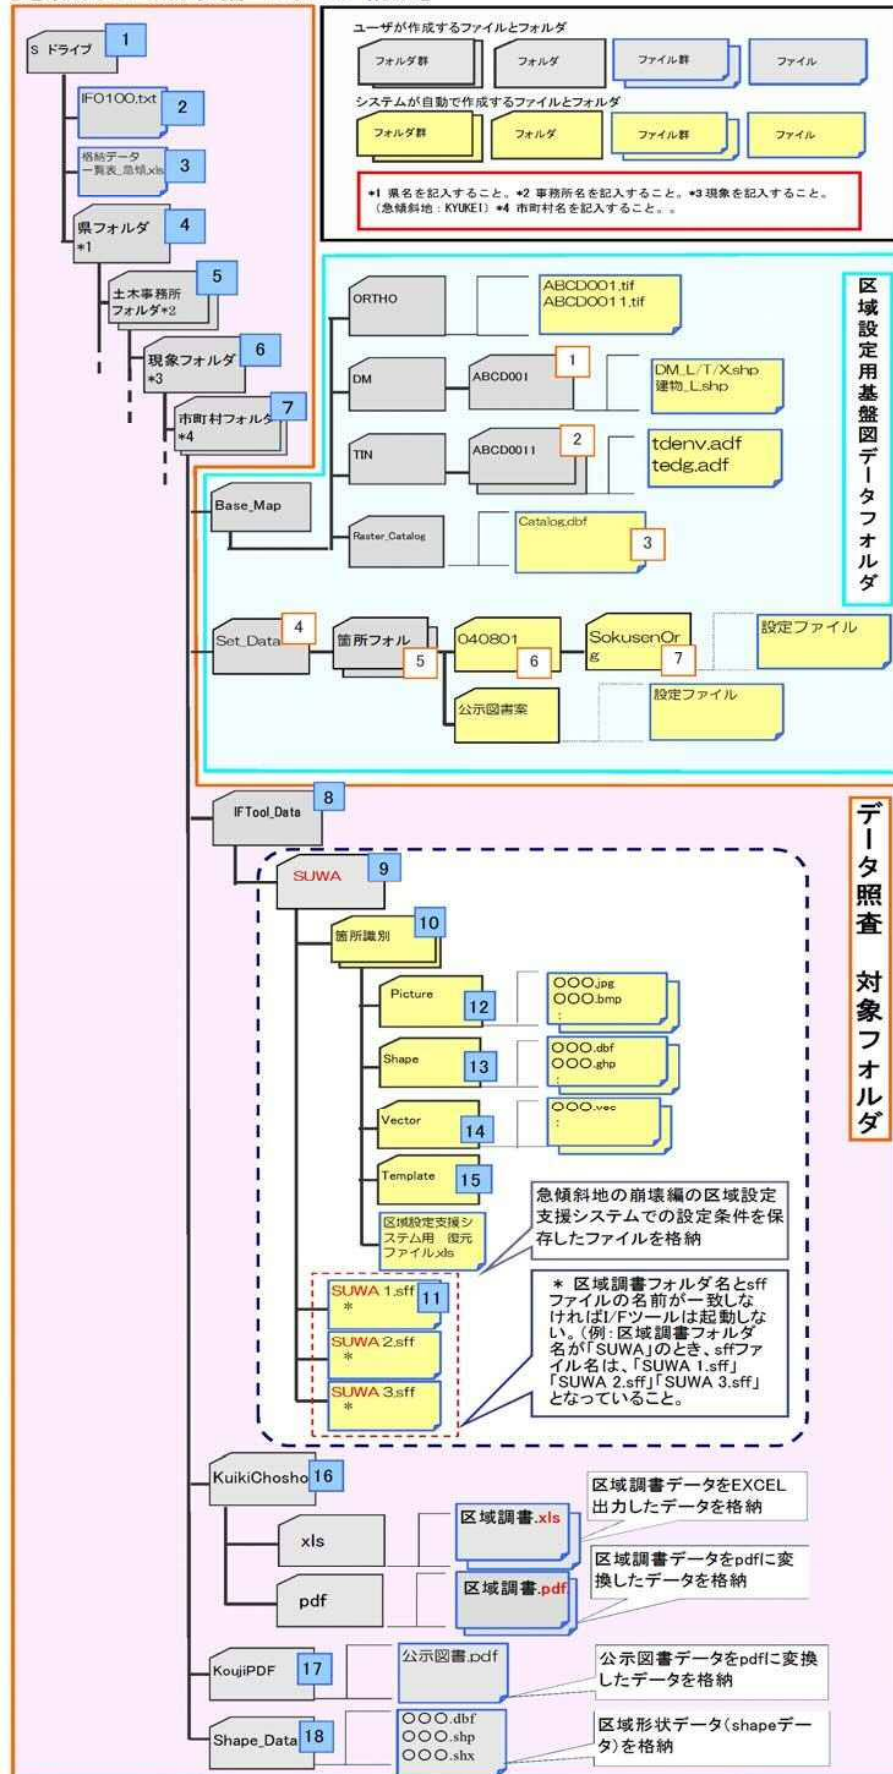 S ドライブ
1
IFO100.txt
2
格納データ
一覧表_急傾.xls
3
県フォルダ
*1
4
土木事務所
フォルダ*2
5
現象フォルダ
*3
6
市町村フォルダ
*4
7
ユーザが作成するファイルとフォルダ
フォルダ群
フォルダ
ファイル群
ファイル
システムが自動で作成するファイルとフォルダ
フォルダ群
フォルダ
ファイル群
ファイル
*1 県名を記入すること。*2 事務所名を記入すること。*3 現象を記入すること。
(急傾斜地:KYUKEI) *4 市町村名を記入すること。。
区域設定用基盤図データフォルダ
Base_Map
ORTHO
ABCD001.tif
ABCD0011.tif
DM
ABCD001
1
DM_L/T/X.shp
建物_L.shp
TIN
ABCD0011
2
tdenv.adf
tedg.adf
Raster_Catalog
Catalog.dbf
3
Set_Data
4
箇所フォル
5
040801
6
SokusenOr
g
7
設定ファイル
公示図書案
設定ファイル
データ照査 対象フォルダ
IFTool_Data
8
SUWA
9
箇所識別
10
Picture
12
〇〇〇.jpg
〇〇〇.bmp
:
Shape
13
〇〇〇.dbf
〇〇〇.ghp
:
Vector
14
〇〇〇.vec
:
Template
15
区域設定支援シ
ステム用 復元
ファイル.xls
急傾斜地の崩壊編の区域設定
支援システムでの設定条件を保
存したファイルを格納
SUWA 1.sff
*
11
SUWA 2.sff
*
SUWA 3.sff
*
* 区域調書フォルダ名とsff
ファイルの名前が一致しな
ければI/Fツールは起動しな
い。(例:区域調書フォルダ
名が「SUWA」のとき、sffファ
イル名は、「SUWA 1.sff」
「SUWA 2.sff」「SUWA 3.sff」
となっていること。
KuikiChosho
16
xls
区域調書.xls
区域調書データをEXCEL
出力したデータを格納
pdf
区域調書.pdf
区域調書データをpdfに変
換したデータを格納
KoujiPDF
17
公示図書.pdf
公示図書データをpdfに変換
したデータを格納
Shape_Data
18
〇〇〇.dbf
〇〇〇.shp
〇〇〇.shx
区域形状データ(shapeデー
タ)を格納